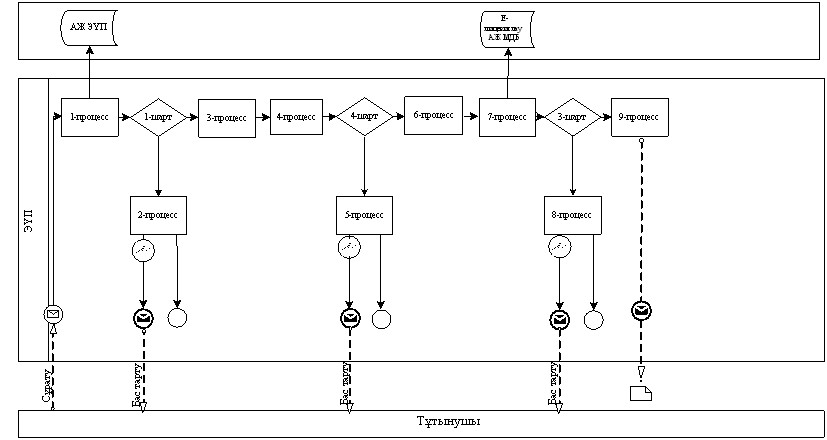 АЖ ЭҮП
Е-
АЖ МДБ
1-процесс
1-шарт
3-процесс
4-процесс
4-шарт
6-процесс
7-процесс
3-шарт
9-процесс
2-процесс
5-процесс
8-процесс
ЭҮП
Сұрату
Бас тарту
Бас тарту
Бас тарту
Тұтынушы